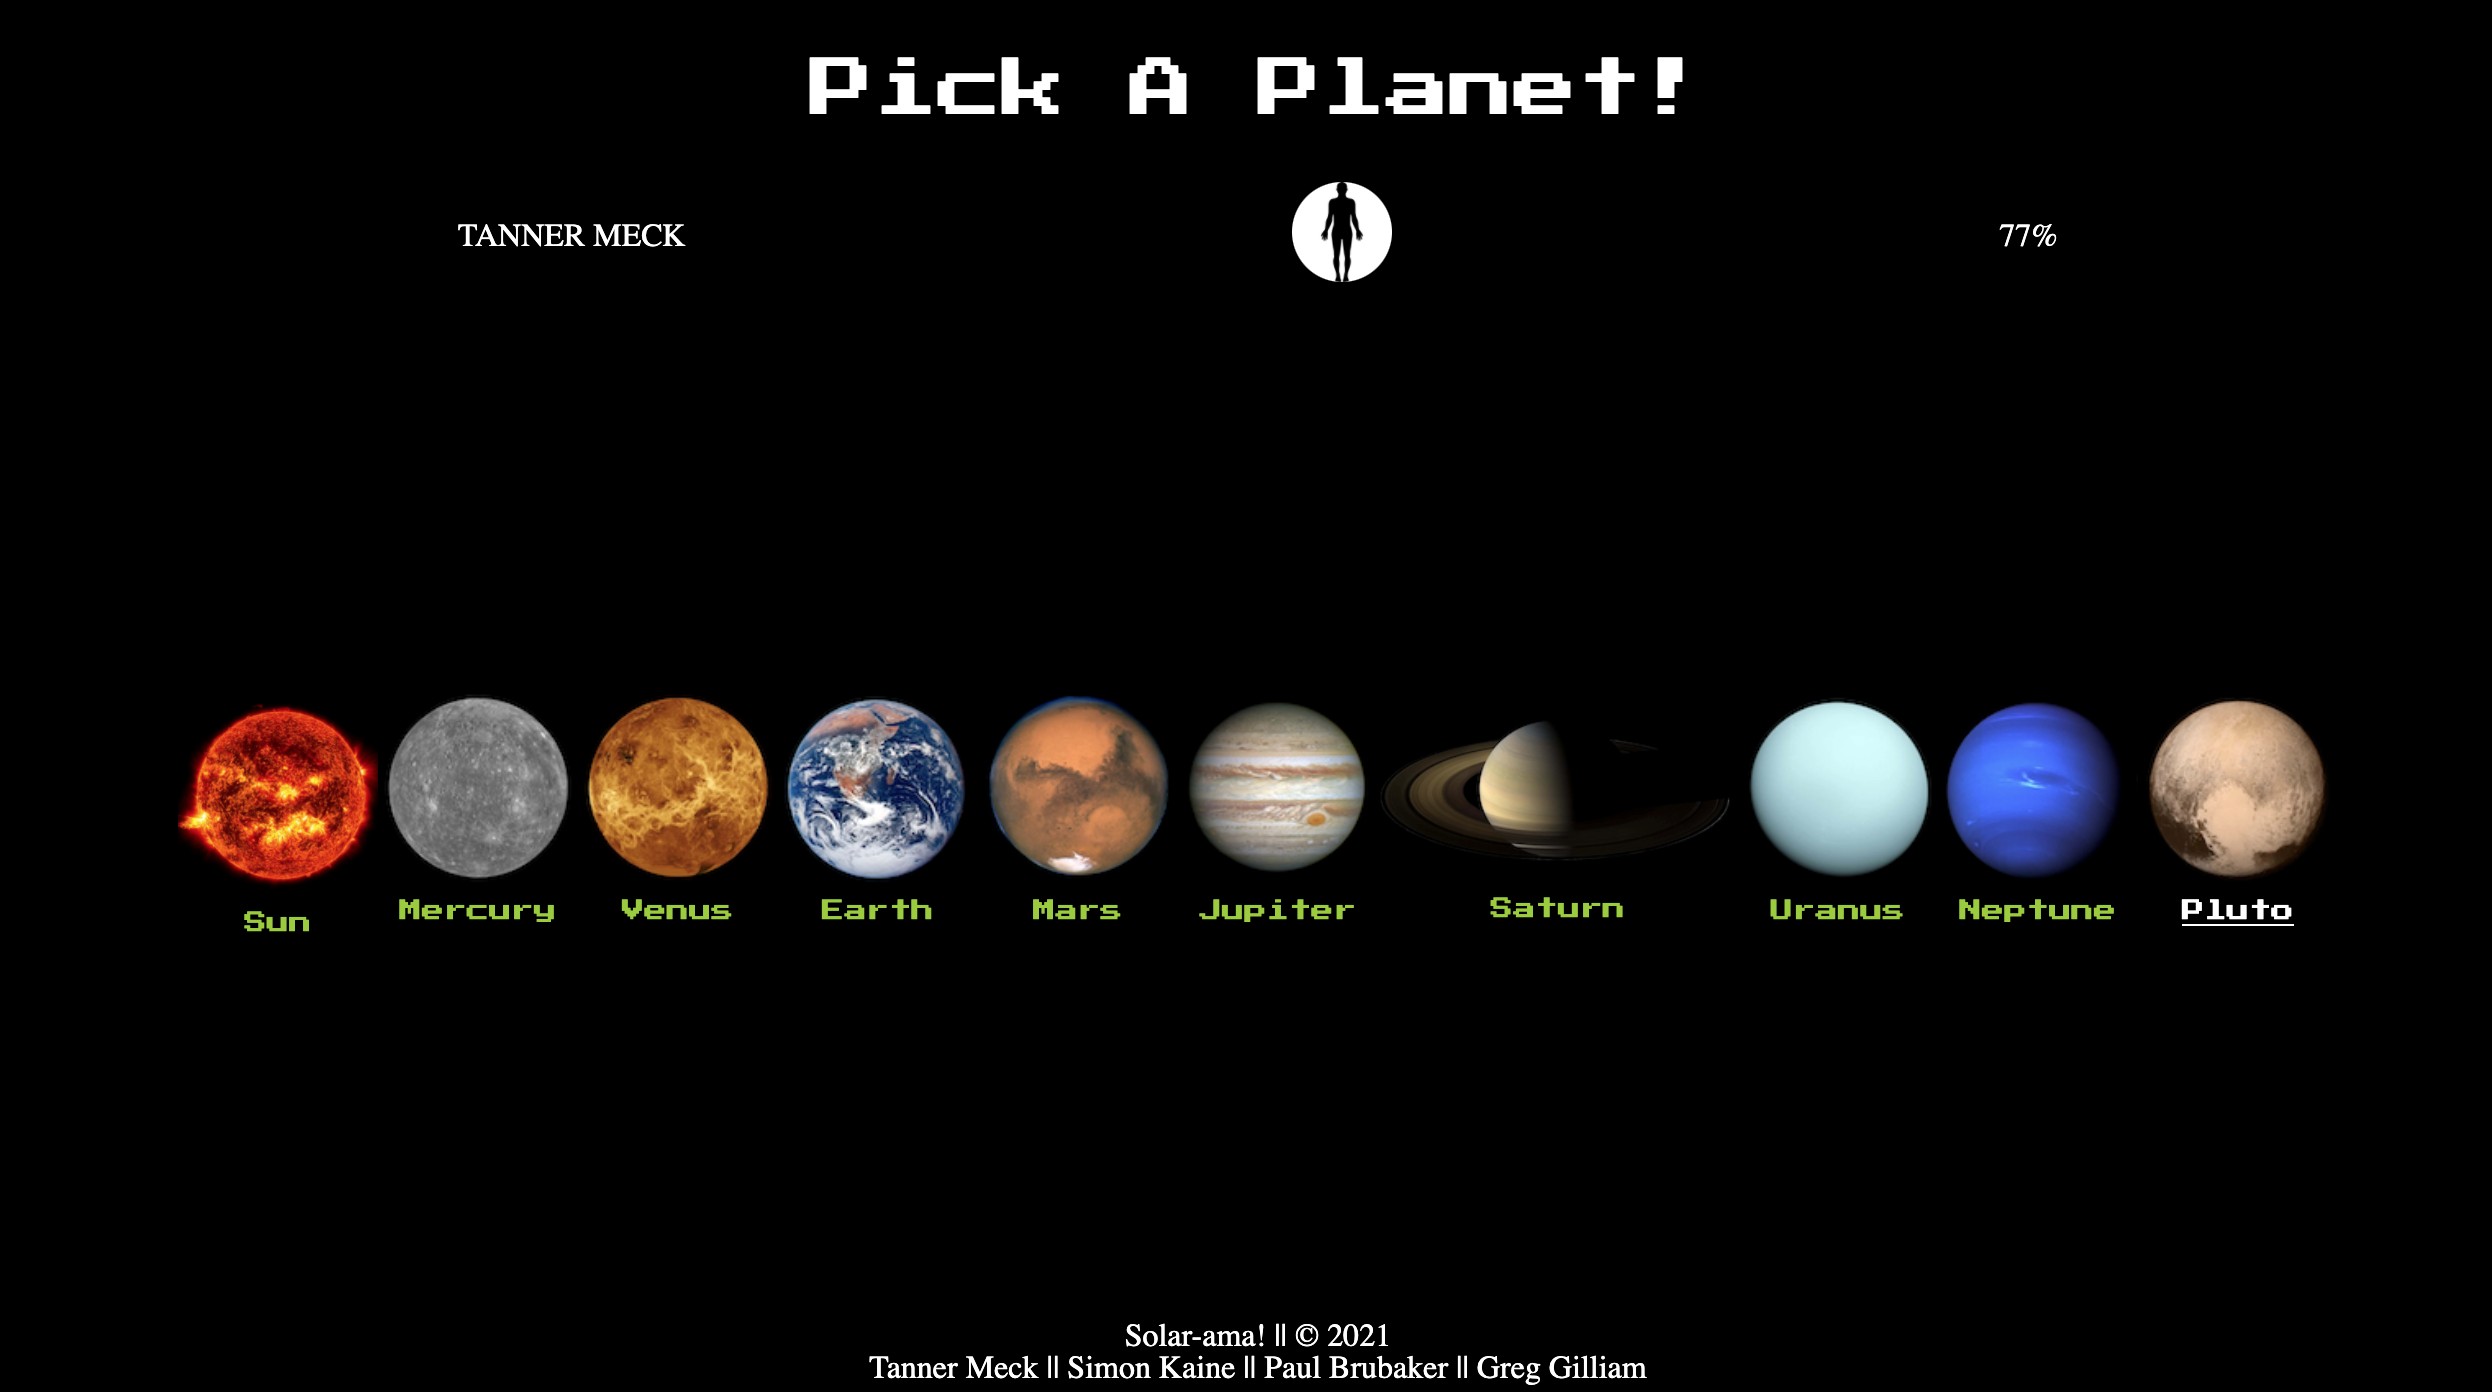 Pick A Planet!
TANNER MECK
77%
Sun
Mercury
Venus
Earth
Mars
Jupiter
Saturn
Uranus
Neptune
Pluto
Solar-ama! || © 2021
Tanner Meck || Simon Kaine || Paul Brubaker || Greg Gilliam